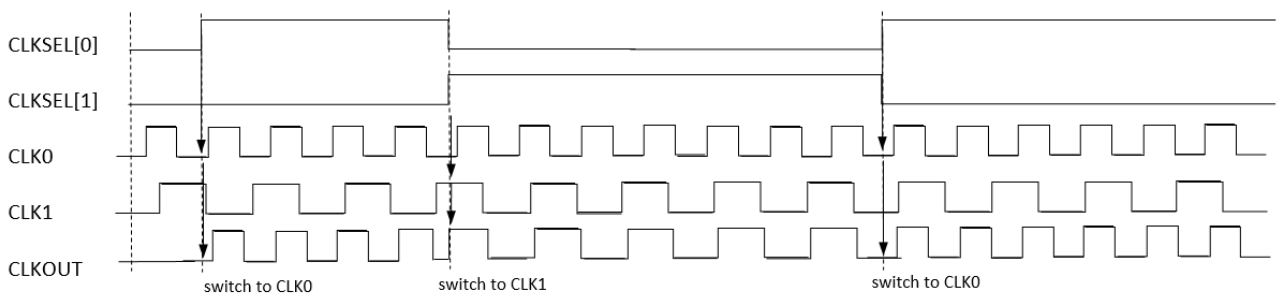 CLKSEL[0]
CLKSEL[1]
CLK0
CLK1
CLKOUT
switch to CLK0
switch to CLK1
switch to CLK0